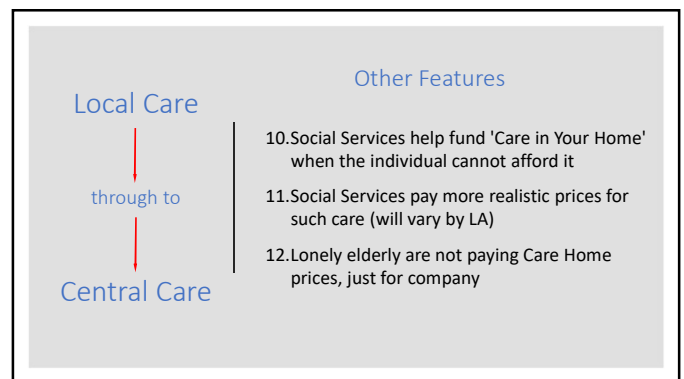 Local Care
through to
Central Care
Other Features
10.Social Services help fund 'Care in Your Home'
when the individual cannot afford it
11.Social Services pay more realistic prices for
such care (will vary by LA)
12.Lonely elderly are not paying Care Home
prices, just for company